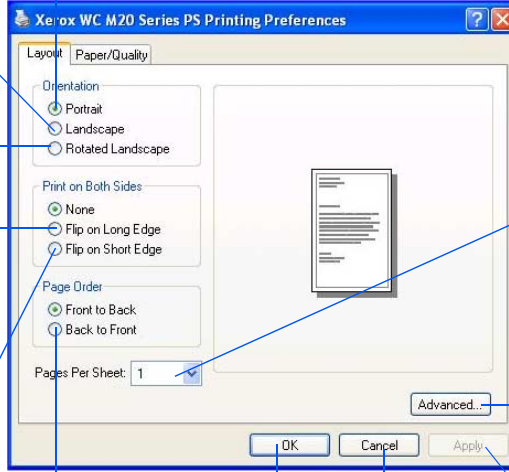 Xerox WC M20 Series PS Printing Preferences
Layout Paper/Quality
Orientation
Portrait
Landscape
Rotated Landscape
Print on Both Sides
None
Flip on Long Edge
Flip on Short Edge
Page Order
Front to Back
Back to Front
Pages Per Sheet: 1
Advanced...
OK Cancel Apply